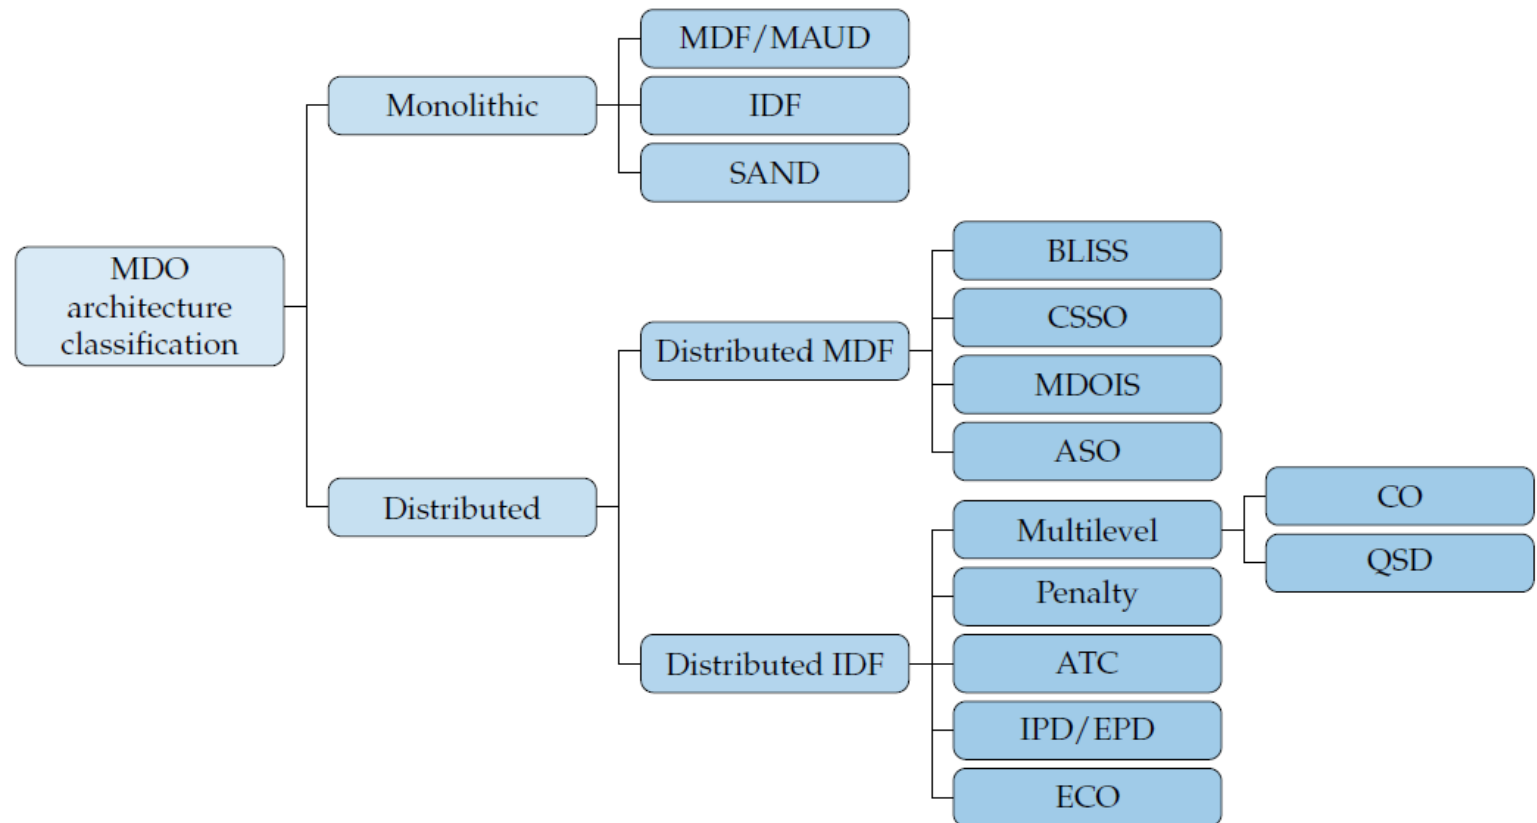 MDO
architecture
classification
Monolithic
MDF/MAUD
IDF
SAND
Distributed
Distributed MDF
BLISS
CSSO
MDOIS
ASO
Distributed IDF
Multilevel
CO
QSD
Penalty
ATC
IPD/EPD
ECO